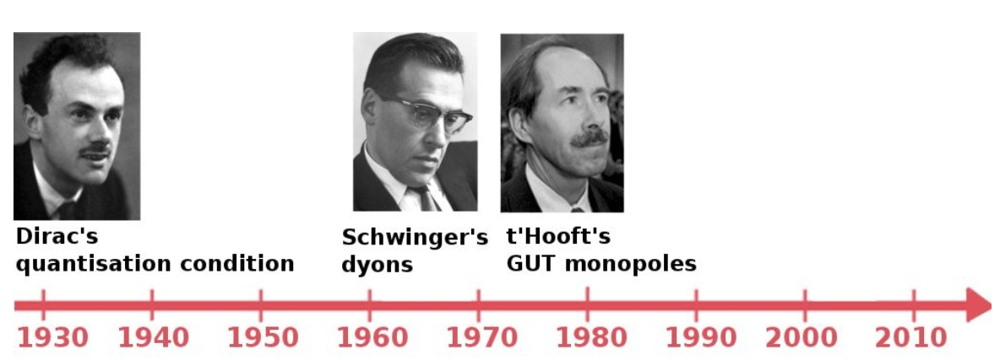 Dirac's
quantisation condition
Schwinger's
dyons
t'Hooft's
GUT monopoles
1930 1940 1950 1960 1970 1980 1990 2000 2010